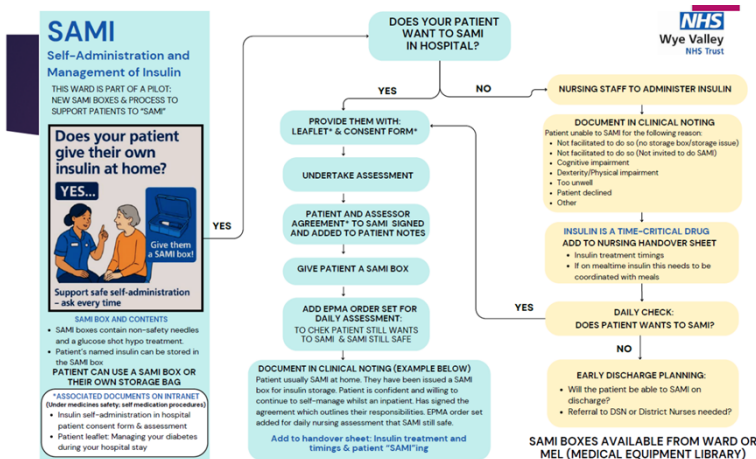 SAMI
Self-Administration and
Management of Insulin
THIS WARD IS PART OF A PILOT:
NEW SAMI BOXES & PROCESS TO
SUPPORT PATIENTS TO “SAMI”
Does your patient
give their own
insulin at home?
YES...
Give them
a SAMI box!
Support safe self-administration
– ask every time
SAMI BOX AND CONTENTS
• SAMI boxes contain non-safety needles
and a glucose shot hypo treatment.
• Patient's named insulin can be stored in
the SAMI box
PATIENT CAN USE A SAMI BOX OR
THEIR OWN STORAGE BAG
*ASSOCIATED DOCUMENTS ON INTRANET
(Under medicines safety; self medication procedures)
• Insulin self-administration in hospital
patient consent form & assessment
• Patient leaflet: Managing your diabetes
during your hospital stay
YES
DOES YOUR PATIENT
WANT TO SAMI
IN HOSPITAL?
NHS
Wye Valley
NHS Trust
YES
NO
PROVIDE THEM WITH:
LEAFLET* & CONSENT FORM*
UNDERTAKE ASSESSMENT
PATIENT AND ASSESSOR
AGREEMENT* TO SAMI SIGNED
AND ADDED TO PATIENT NOTES
GIVE PATIENT A SAMI BOX
ADD EPMA ORDER SET FOR
DAILY ASSESSMENT:
TO CHEK PATIENT STILL WANTS
TO SAMI & SAMI STILL SAFE
DOCUMENT IN CLINICAL NOTING (EXAMPLE BELOW)
Patient usually SAMI at home. They have been issued a SAMI
box for insulin storage. Patient is confident and willing to
continue to self-manage whilst an inpatient. Has signed the
agreement which outlines their responsibilities. EPMA order set
added for daily nursing assessment that SAMI still safe.
Add to handover sheet: Insulin treatment and
timings & patient “SAMI”ing
NURSING STAFF TO ADMINISTER INSULIN
DOCUMENT IN CLINICAL NOTING
Patient unable to SAMI for the following reason:
• Not facilitated to do so (no storage box/storage issue)
• Not facilitated to do so (Not invited to do SAMI)
• Cognitive impairment
• Dexterity/Physical impairment
• Too unwell
• Patient declined
• Other
INSULIN IS A TIME-CRITICAL DRUG
ADD TO NURSING HANDOVER SHEET
• Insulin treatment timings
• If on mealtime insulin this needs to be
coordinated with meals
YES
DAILY CHECK:
DOES PATIENT WANTS TO SAMI?
NO
EARLY DISCHARGE PLANNING:
• Will the patient be able to SAMI on
discharge?
• Referral to DSN or District Nurses needed?
SAMI BOXES AVAILABLE FROM WARD OR
MEL (MEDICAL EQUIPMENT LIBRARY)